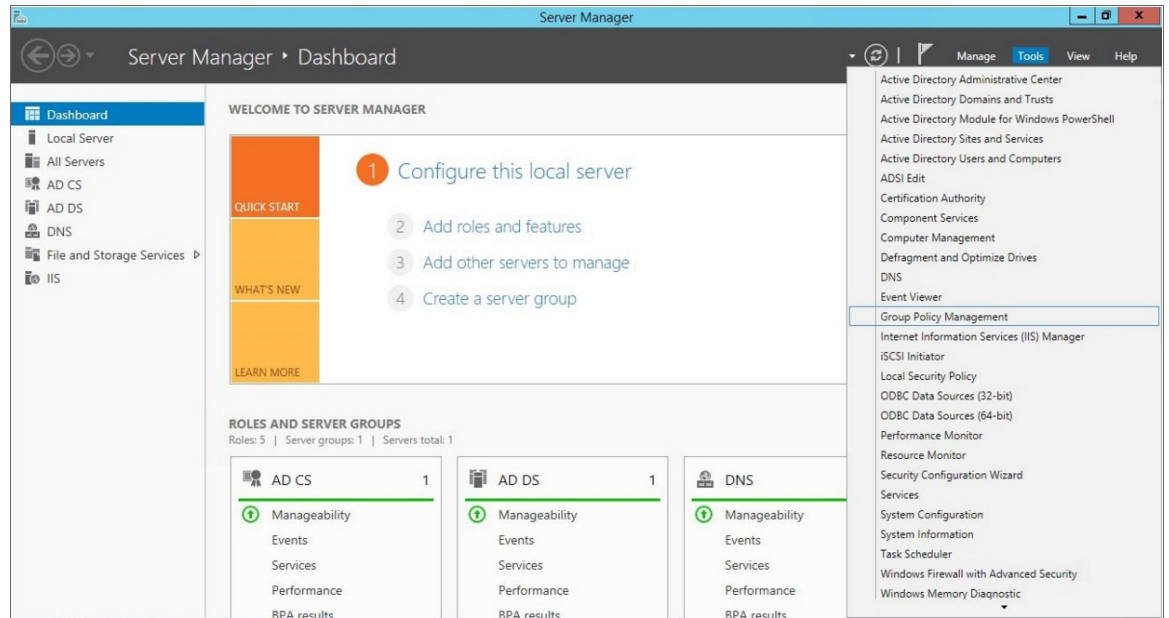 Server Manager
Server Manager • Dashboard
Manage Tools View Help
Dashboard
Local Server
All Servers
AD CS
AD DS
DNS
File and Storage Services
IIS
WELCOME TO SERVER MANAGER
QUICK START
WHAT'S NEW
LEARN MORE
1 Configure this local server
2 Add roles and features
3 Add other servers to manage
4 Create a server group
ROLES AND SERVER GROUPS
Roles: 5 | Server groups: 1 | Servers total: 1
AD CS 1
Manageability
Events
Services
Performance
BPA results
AD DS 1
Manageability
Events
Services
Performance
BPA results
DNS
Manageability
Events
Services
Performance
BPA results
Active Directory Administrative Center
Active Directory Domains and Trusts
Active Directory Module for Windows PowerShell
Active Directory Sites and Services
Active Directory Users and Computers
ADSI Edit
Certification Authority
Component Services
Computer Management
Defragment and Optimize Drives
DNS
Event Viewer
Group Policy Management
Internet Information Services (IIS) Manager
iSCSI Initiator
Local Security Policy
ODBC Data Sources (32-bit)
ODBC Data Sources (64-bit)
Performance Monitor
Resource Monitor
Security Configuration Wizard
Services
System Configuration
System Information
Task Scheduler
Windows Firewall with Advanced Security
Windows Memory Diagnostic